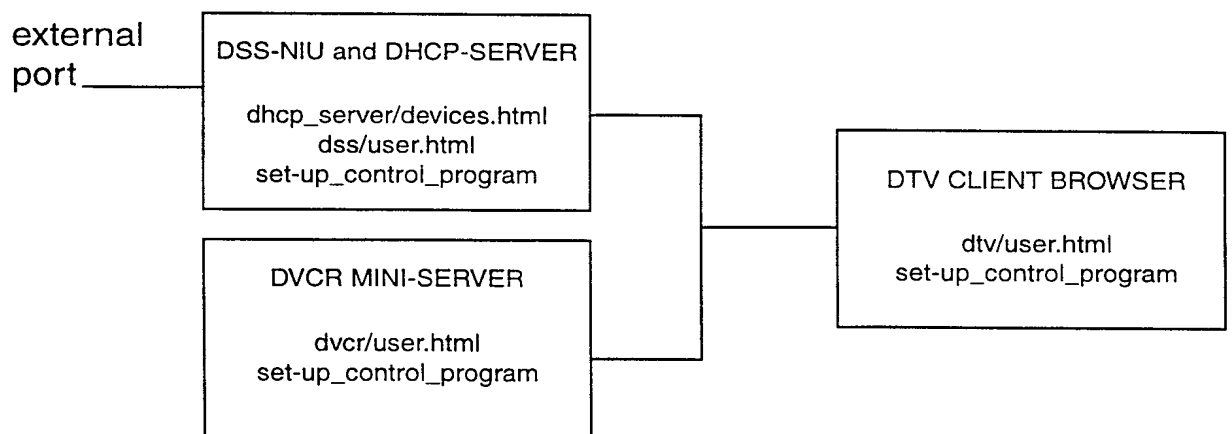 external
port
DSS-NIU and DHCP-SERVER
dhcp_server/devices.html
dss/user.html
set-up_control_program
DVCR MINI-SERVER
dvcr/user.html
set-up_control_program
DTV CLIENT BROWSER
dtv/user.html
set-up_control_program